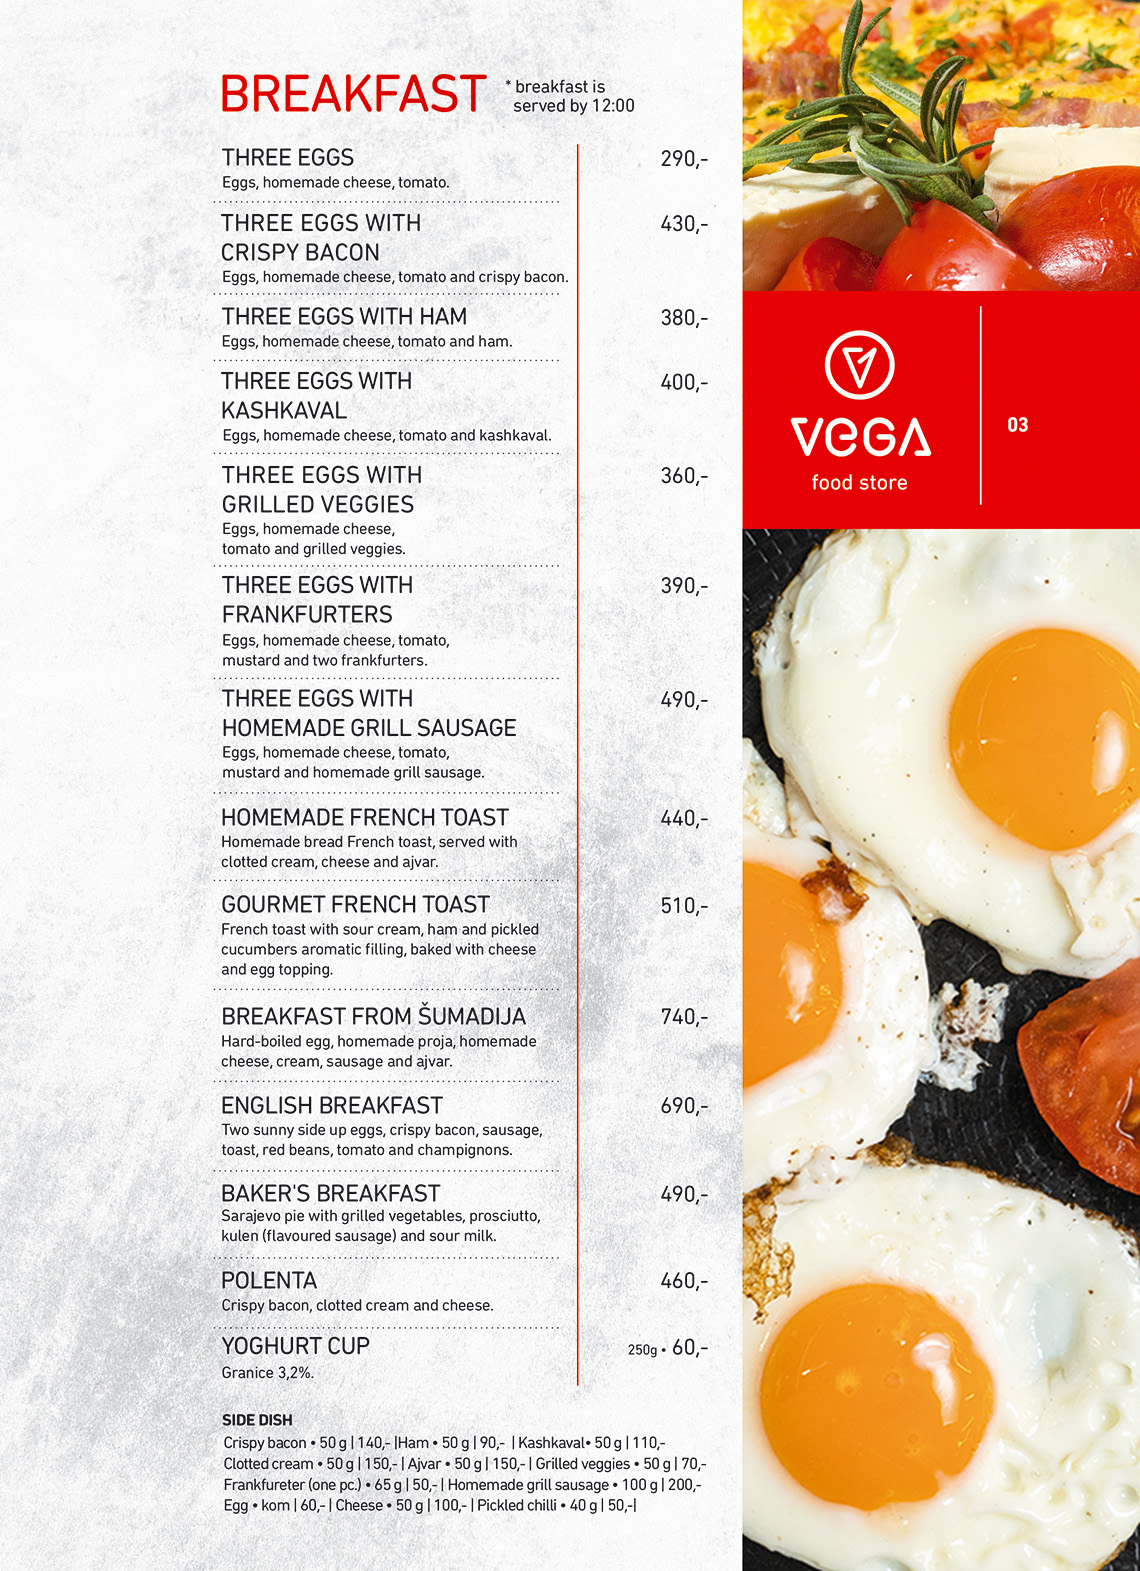 BREAKFAST
* breakfast is
served by 12:00
THREE EGGS 290,-
Eggs, homemade cheese, tomato.
THREE EGGS WITH 430,-
CRISPY BACON
Eggs, homemade cheese, tomato and crispy bacon.
THREE EGGS WITH HAM 380,-
Eggs, homemade cheese, tomato and ham.
THREE EGGS WITH 400,-
KASHKAVAL
Eggs, homemade cheese, tomato and kashkaval.
THREE EGGS WITH 360,-
GRILLED VEGGIES
Eggs, homemade cheese,
tomato and grilled veggies.
THREE EGGS WITH 390,-
FRANKFURTERS
Eggs, homemade cheese, tomato,
mustard and two frankfurters.
THREE EGGS WITH 490,-
HOMEMADE GRILL SAUSAGE
Eggs, homemade cheese, tomato,
mustard and homemade grill sausage.
HOMEMADE FRENCH TOAST 440,-
Homemade bread French toast, served with
clotted cream, cheese and ajvar.
GOURMET FRENCH TOAST 510,-
French toast with sour cream, ham and pickled
cucumbers aromatic filling, baked with cheese
and egg topping.
BREAKFAST FROM ŠUMADIJA 740,-
Hard-boiled egg, homemade proja, homemade
cheese, cream, sausage and ajvar.
ENGLISH BREAKFAST 690,-
Two sunny side up eggs, crispy bacon, sausage,
toast, red beans, tomato and champignons.
BAKER'S BREAKFAST 490,-
Sarajevo pie with grilled vegetables, prosciutto,
kulen (flavoured sausage) and sour milk.
POLENTA 460,-
Crispy bacon, clotted cream and cheese.
YOGHURT CUP 250g • 60,-
Granice 3,2%.
SIDE DISH
Crispy bacon • 50 g | 140,- |Ham • 50 g | 90,- | Kashkaval• 50 g | 110,-
Clotted cream • 50 g | 150,- | Ajvar • 50 g | 150,- | Grilled veggies • 50 g | 70,-
Frankfureter (one pc.) • 65 g | 50,- | Homemade grill sausage • 100 g | 200,-
Egg • kom | 60,- | Cheese • 50 g | 100,- | Pickled chilli • 40 g | 50,-|
VEGA
food store
03